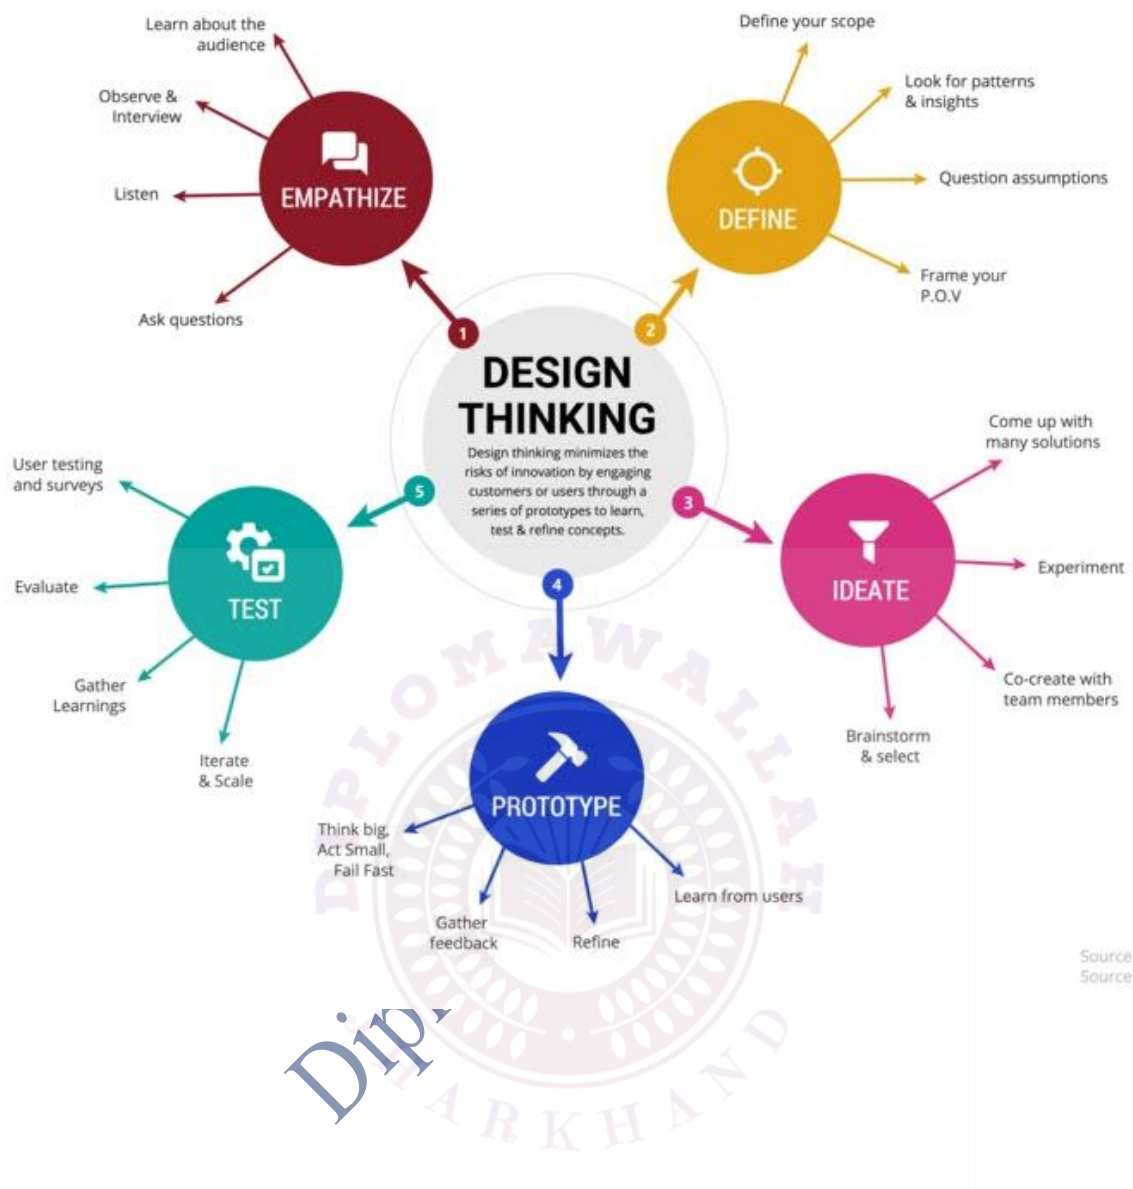 DESIGN
THINKING
Design thinking minimizes the
risks of innovation by engaging
customers or users through a
series of prototypes to learn,
test & refine concepts.
1
EMPATHIZE
Learn about the
audience
Observe &
Interview
Listen
Ask questions
2
DEFINE
Define your scope
Look for patterns
& insights
Question assumptions
Frame your
P.O.V
3
IDEATE
Come up with
many solutions
Experiment
Co-create with
team members
Brainstorm
& select
4
PROTOTYPE
Think big,
Act Small,
Fail Fast
Gather
feedback
Refine
Learn from users
5
TEST
User testing
and surveys
Evaluate
Gather
Learnings
Iterate
& Scale
Source
Source
DIPLOMAWALLAH
HARKHAND